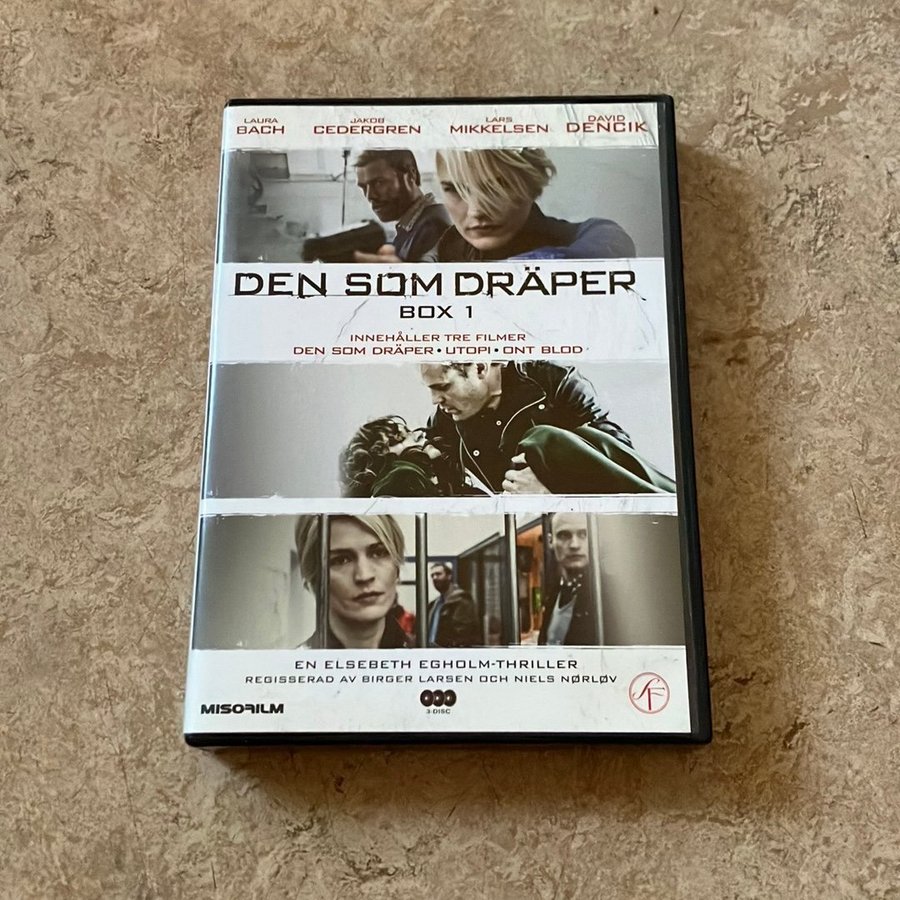 LAURA BACH JAKOB CEDERGREN LARS MIKKELSEN DAVID DENCIK
DEN SOM DRÄPER
BOX 1
INNEHÅLLER TRE FILMER
DEN SOM DRÄPER • UTOPI • ONT BLOD
EN ELSEBETH EGHOLM-THRILLER
REGISSERAD AV BIRGER LARSEN OCH NIELS NØRLØV
MISOFILM
3-DISC
SF